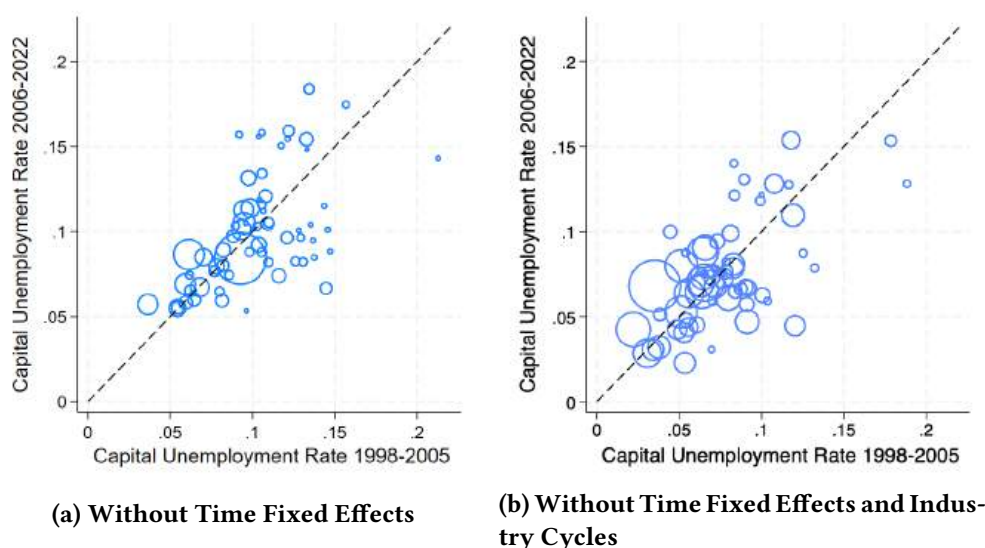 Capital Unemployment Rate 2006-2022
.2
.15
.1
.05
0
0
.05
.1
.15
.2
Capital Unemployment Rate 1998-2005
(a) Without Time Fixed Effects
Capital Unemployment Rate 2006-2022
.2
.15
.1
.05
0
0
.05
.1
.15
.2
Capital Unemployment Rate 1998-2005
(b) Without Time Fixed Effects and Indus-
try Cycles